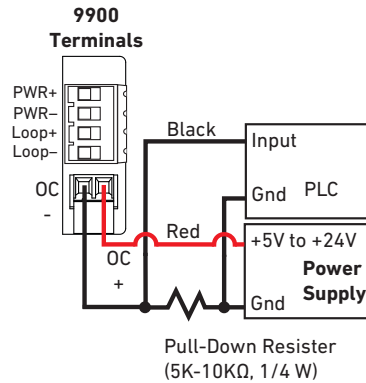 9900
Terminals
PWR+
PWR–
Loop+
Loop–
OC
-
OC
+
Black
Red
Input
Gnd PLC
+5V to +24V
Power
Supply
Gnd
Pull-Down Resister
(5K-10KΩ, 1/4 W)